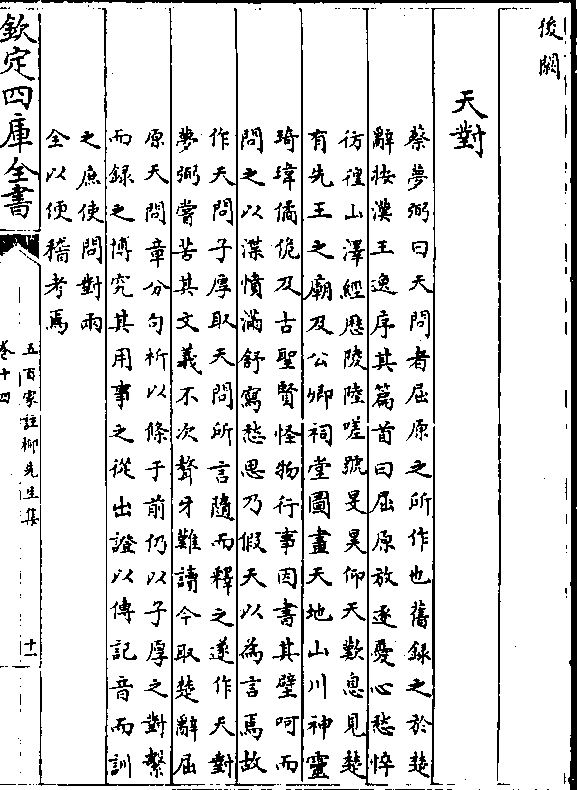 後闕
天對
蔡夢弼曰天問者屈原之所作也舊録之於楚
辭按漢王逸序其篇首曰屈原放逐憂心愁悴
彷徨山澤經歴陵陸嗟號旻昊仰天歎息見楚
有先王之廟及公卿祠堂圖畫天地山川神靈
琦瑋僪佹及古聖賢怪物行事因書其壁呵而
問之以渫憤滿舒寫愁思乃假天以為言焉故
作天問子厚取天問所言隨而釋之遂作天對
夢弼嘗苦其文義不次聱牙難讀今取楚辭屈
原天問章分句析以條于前仍以子厚之對繫
而録之博究其用事之從出證以傳記音而訓
之庶使問對兩
全以便稽考焉
欽定四庫全書
五百家註柳先生集
卷十四
十一